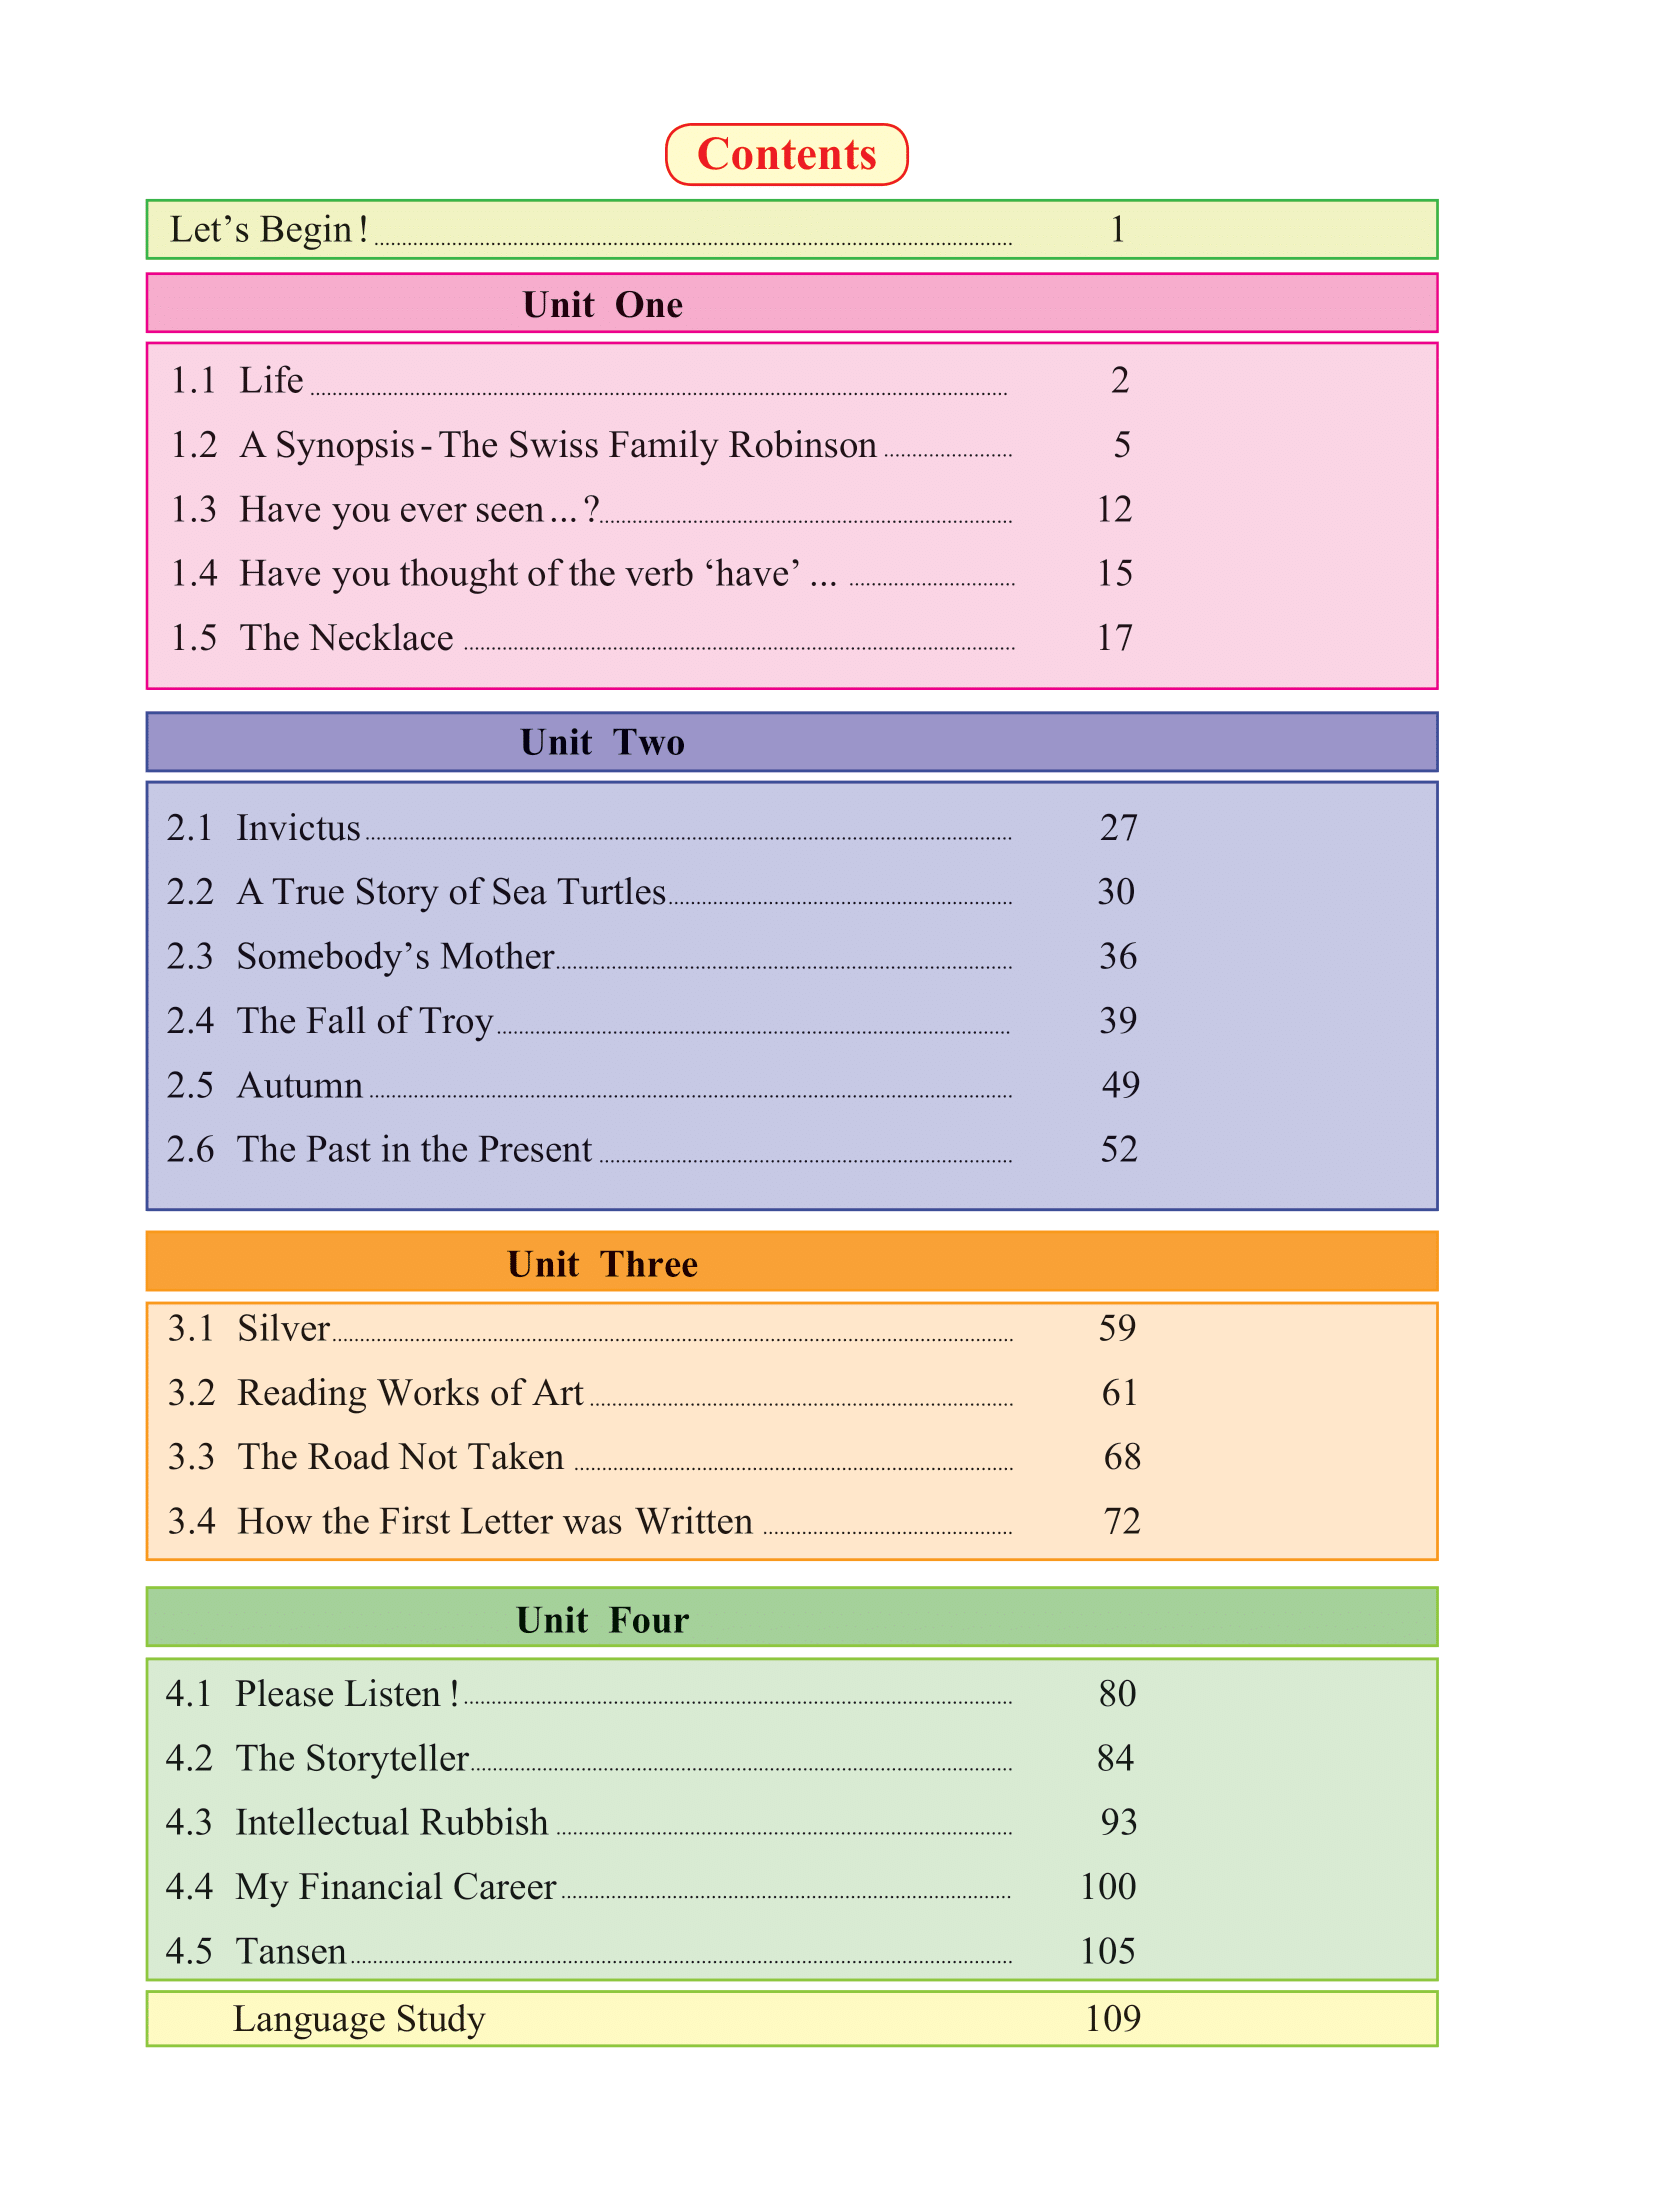 Contents
Let’s Begin! 1
Unit One
1.1 Life 2
1.2 A Synopsis - The Swiss Family Robinson 5
1.3 Have you ever seen ... ? 12
1.4 Have you thought of the verb ‘have’ ... 15
1.5 The Necklace 17
Unit Two
2.1 Invictus 27
2.2 A True Story of Sea Turtles 30
2.3 Somebody’s Mother 36
2.4 The Fall of Troy 39
2.5 Autumn 49
2.6 The Past in the Present 52
Unit Three
3.1 Silver 59
3.2 Reading Works of Art 61
3.3 The Road Not Taken 68
3.4 How the First Letter was Written 72
Unit Four
4.1 Please Listen ! 80
4.2 The Storyteller 84
4.3 Intellectual Rubbish 93
4.4 My Financial Career 100
4.5 Tansen 105
Language Study 109